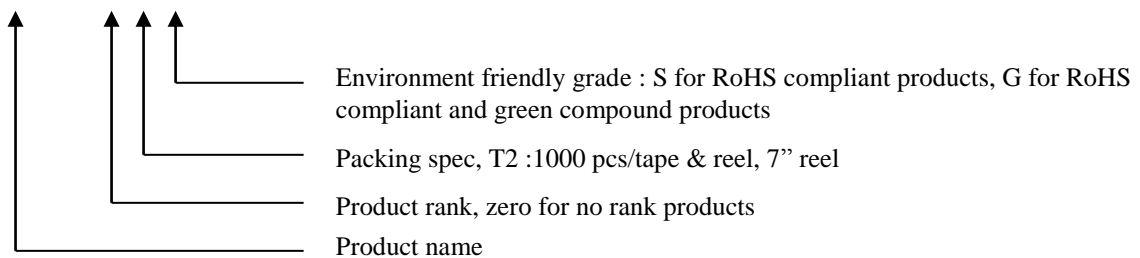 Environment friendly grade : S for RoHS compliant products, G for RoHS
compliant and green compound products
Packing spec, T2 :1000 pcs/tape & reel, 7” reel
Product rank, zero for no rank products
Product name